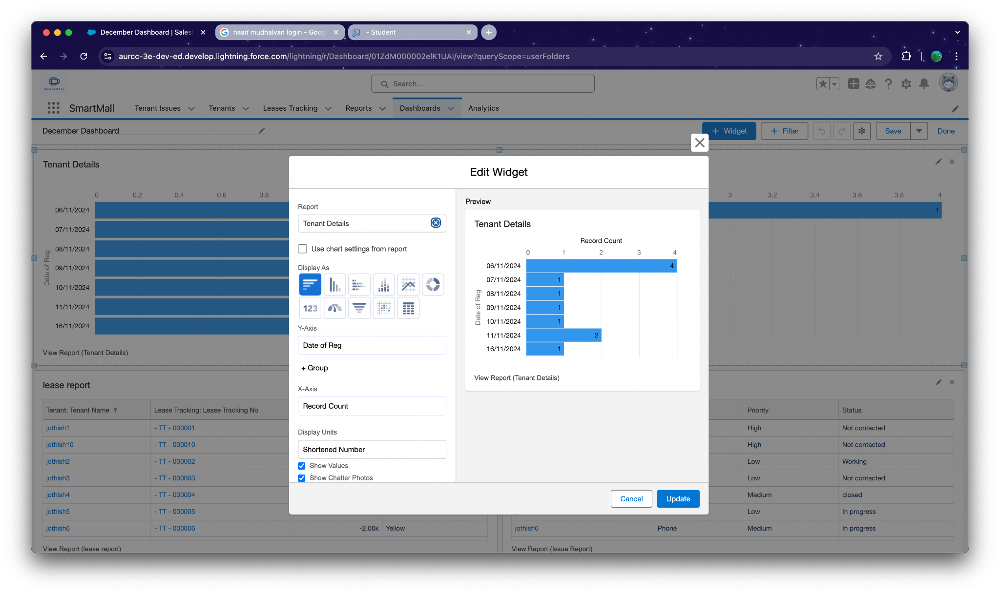 December Dashboard | Sales
naan mudhalvan login - Goog
- Student
aurcc-3e-dev-ed.develop.lightning.force.com/lightning/r/Dashboard/01ZdM000002elK1UAI/view?queryScope=userFolders
SMARTMALL
Search...
SmartMall
Tenant Issues
Tenants
Leases Tracking
Reports
Dashboards
Analytics
December Dashboard
+ Widget
+ Filter
Save
Done
Tenant Details
0 0.2 0.4 0.6 0.8
3 3.2 3.4 3.6 3.8 4
Date of Reg
06/11/2024
4
07/11/2024
08/11/2024
09/11/2024
10/11/2024
11/11/2024
16/11/2024
View Report (Tenant Details)
Edit Widget
Report
Tenant Details
Use chart settings from report
Display As
123
Y-Axis
Date of Reg
+ Group
X-Axis
Record Count
Display Units
Shortened Number
Show Values
Show Chatter Photos
Preview
Tenant Details
Record Count
0 1 2 3 4
Date of Reg
06/11/2024 4
07/11/2024 1
08/11/2024 1
09/11/2024 1
10/11/2024 1
11/11/2024 2
16/11/2024 1
View Report (Tenant Details)
Cancel
Update
lease report
Tenant: Tenant Name ↑ Lease Tracking: Lease Tracking No
jothish1 - TT - 000001
jothish10 - TT - 000010
jothish2 - TT - 000002
jothish3 - TT - 000003
jothish4 - TT - 000004
jothish5 - TT - 000005
jothish6 - TT - 000006 -2.00K Yellow
View Report (lease report)
Priority Status
High Not contacted
High Not contacted
Low Working
Low Not contacted
Medium closed
Low In progress
jothish6 Phone Medium In progress
View Report (Issue Report)